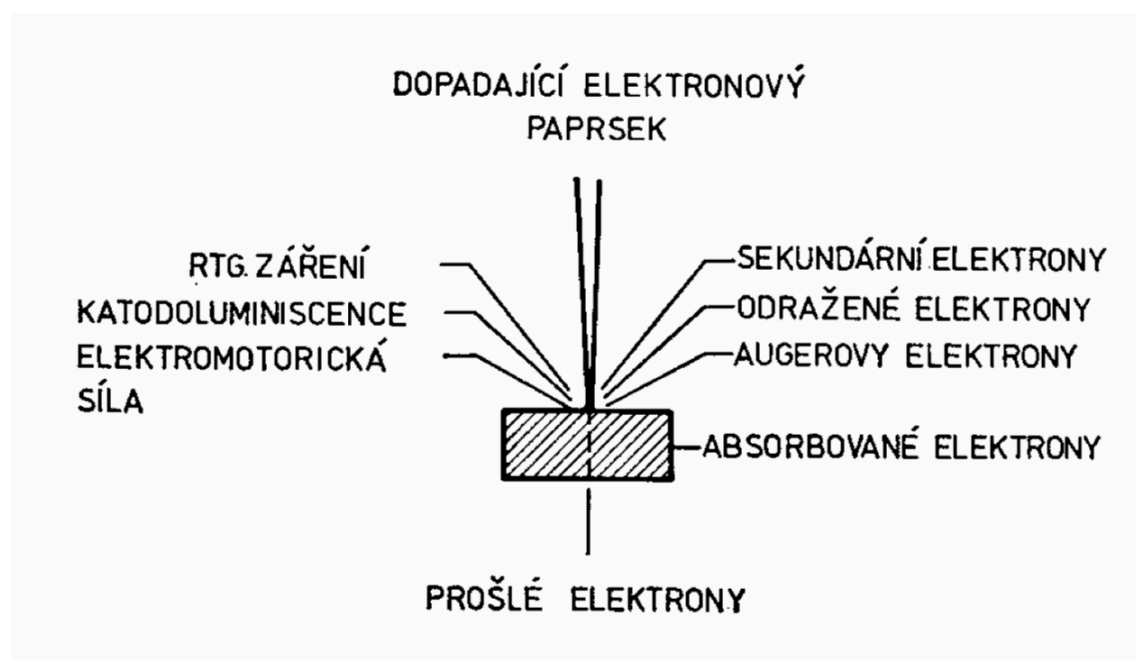 DOPADAJÍCÍ ELEKTRONOVÝ
PAPRSEK
RTG. ZÁŘENÍ
KATODOLUMINISCENCE
ELEKTROMOTORICKÁ
SÍLA
SEKUNDÁRNÍ ELEKTRONY
ODRAŽENÉ ELEKTRONY
AUGEROVY ELEKTRONY
ABSORBOVANÉ ELEKTRONY
PROŠLÉ ELEKTRONY